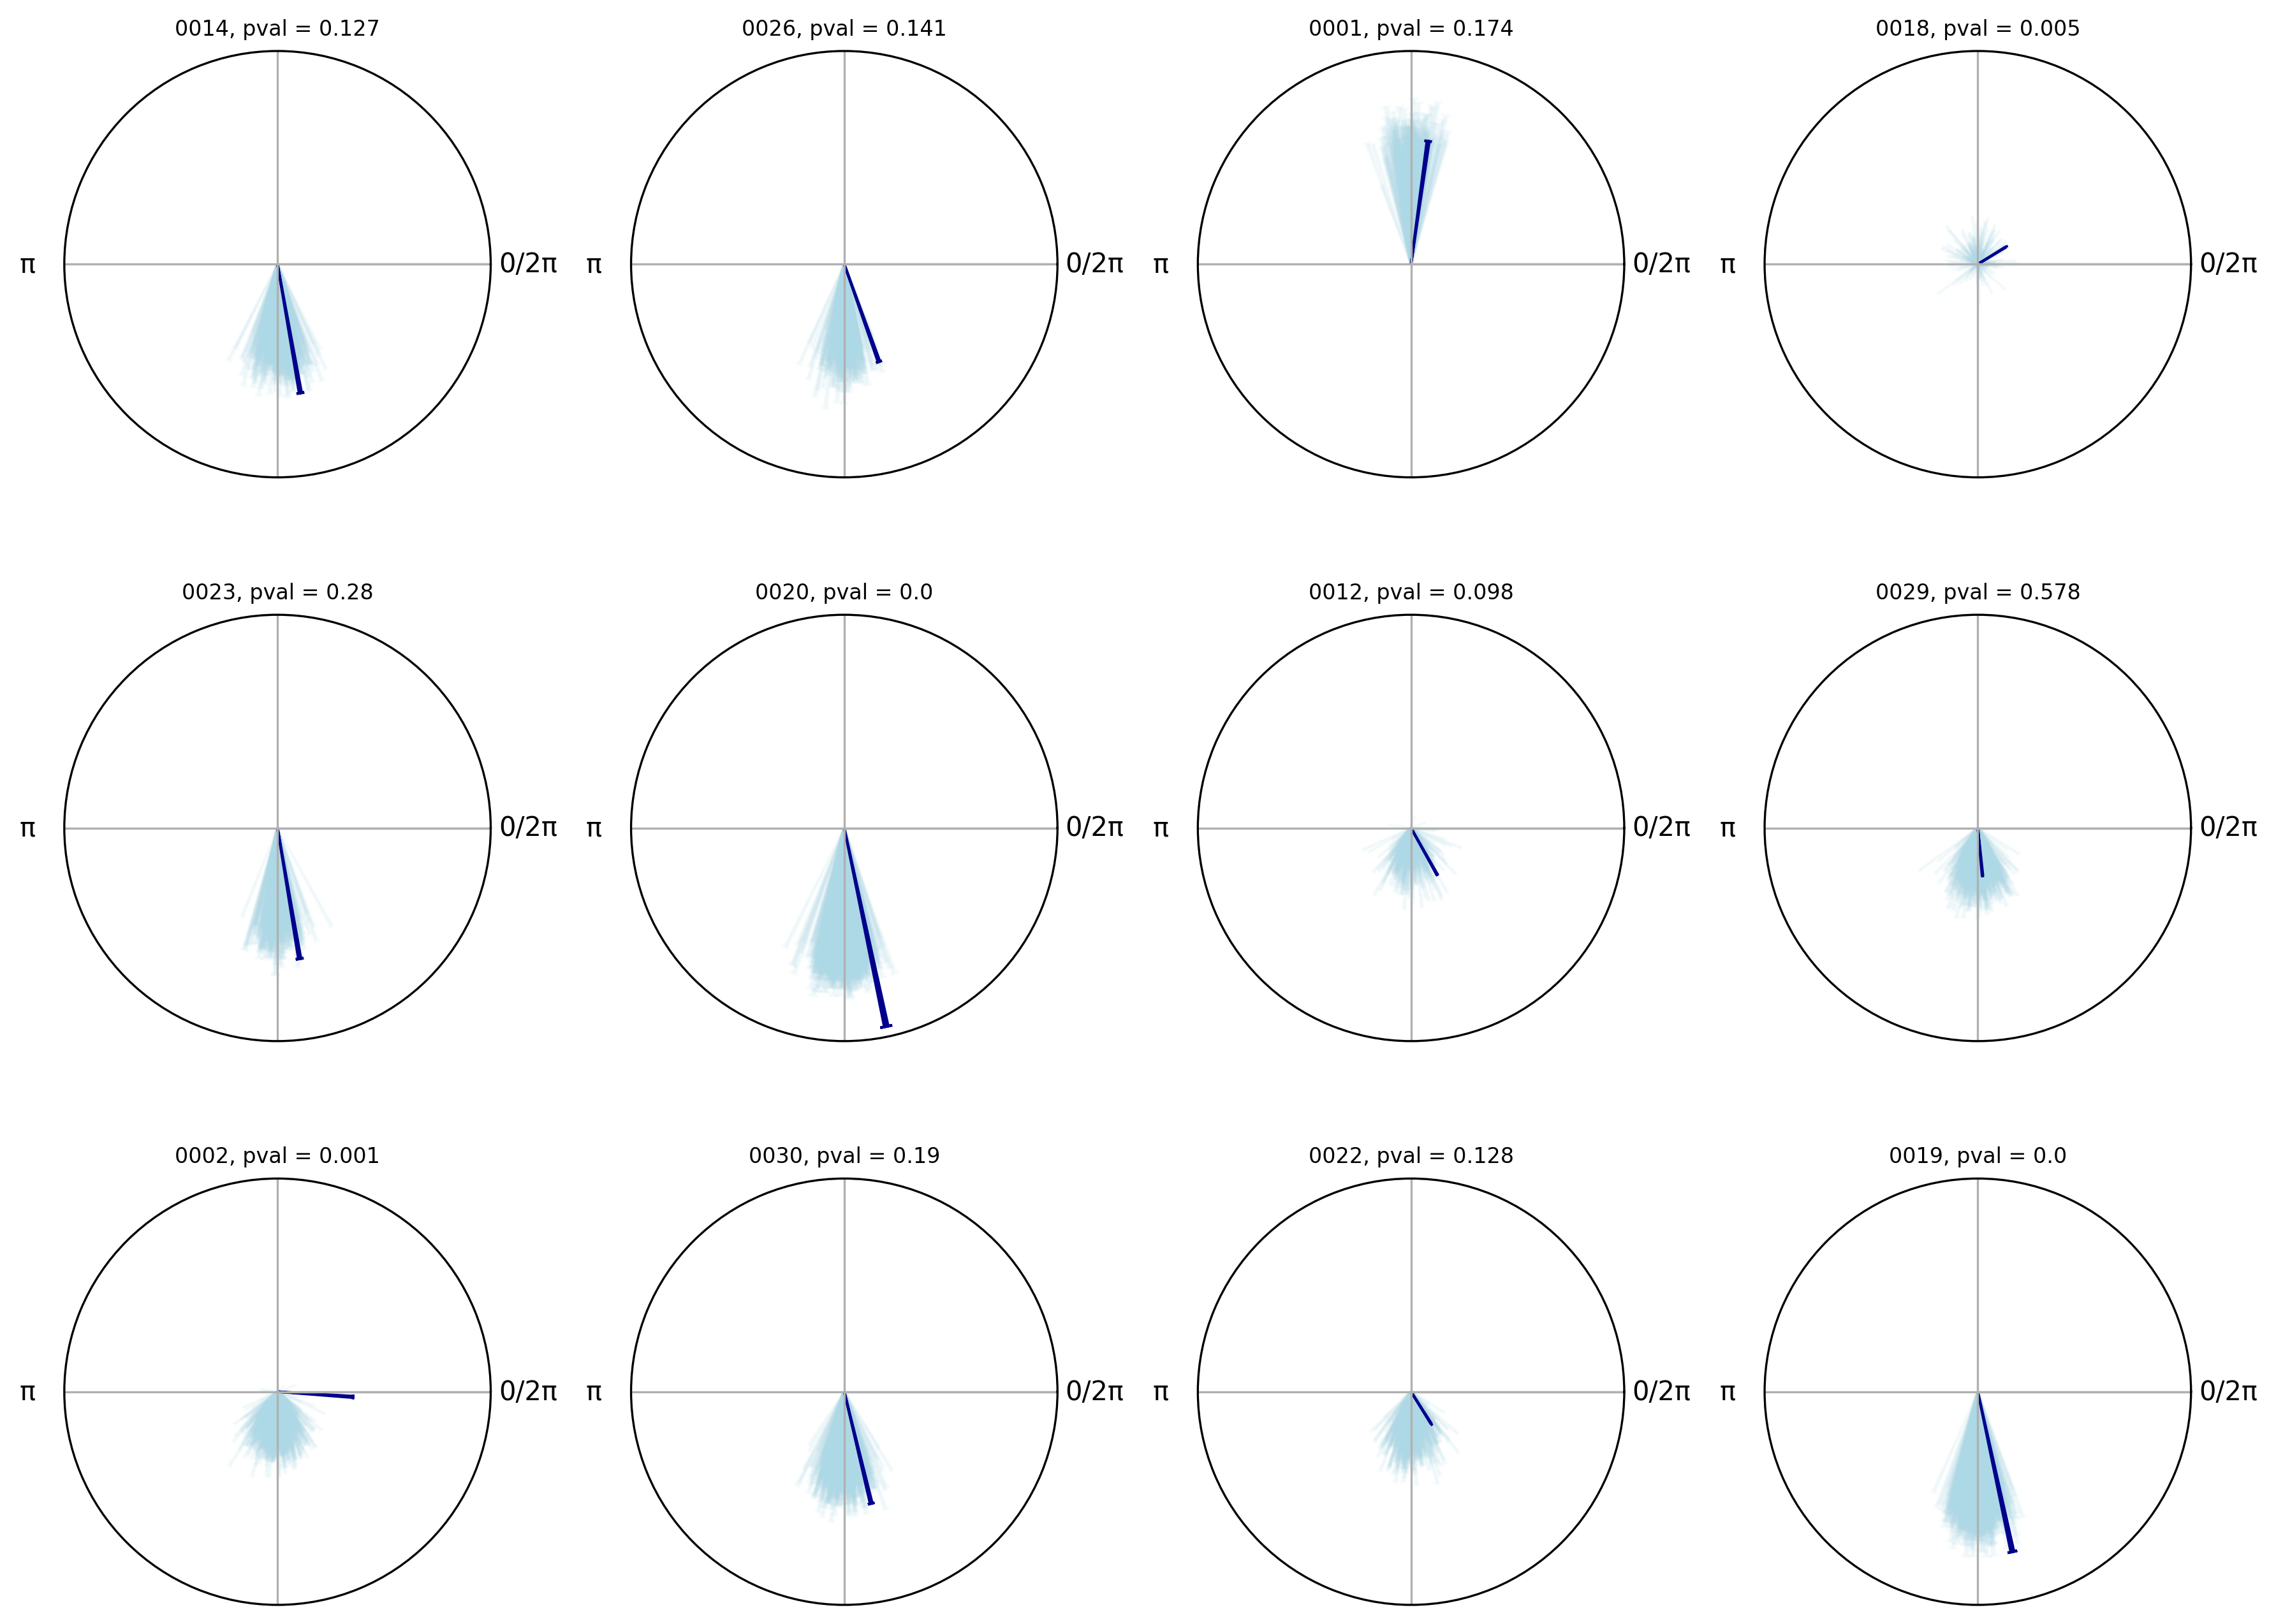 0014, pval = 0.127
0026, pval = 0.141
0001, pval = 0.174
0018, pval = 0.005
π
0/2π
π
0/2π
π
0/2π
π
0/2π
0023, pval = 0.28
0020, pval = 0.0
0012, pval = 0.098
0029, pval = 0.578
π
0/2π
π
0/2π
π
0/2π
π
0/2π
0002, pval = 0.001
0030, pval = 0.19
0022, pval = 0.128
0019, pval = 0.0
π
0/2π
π
0/2π
π
0/2π
π
0/2π